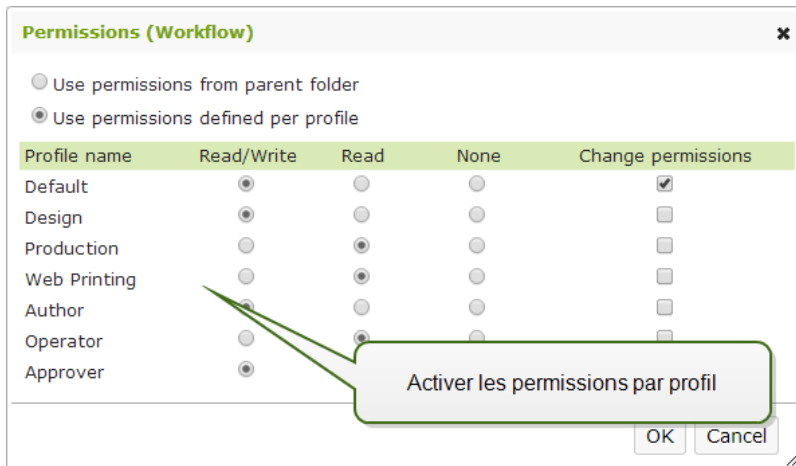 Permissions (Workflow)
Use permissions from parent folder
Use permissions defined per profile
Profile name Read/Write Read None Change permissions
Default
Design
Production
Web Printing
Author
Operator
Approver
Activer les permissions par profil
OK Cancel